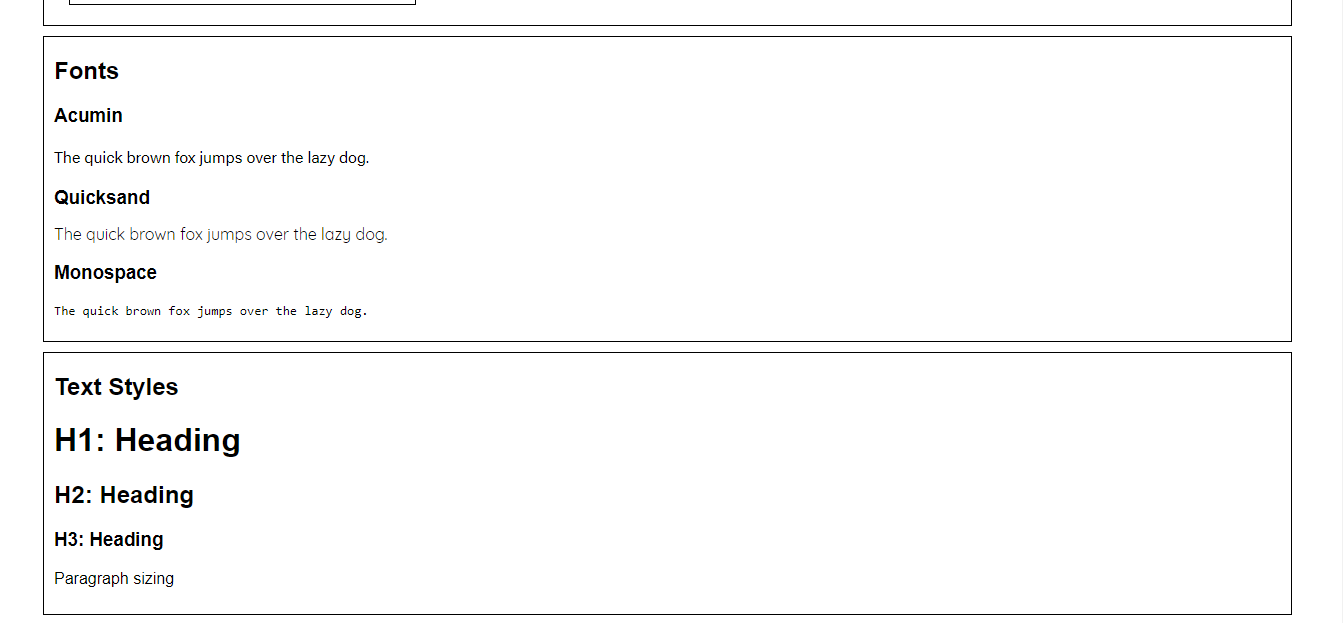 Fonts
Acumin
The quick brown fox jumps over the lazy dog.
Quicksand
The quick brown fox jumps over the lazy dog.
Monospace
The quick brown fox jumps over the lazy dog.
Text Styles
H1: Heading
H2: Heading
H3: Heading
Paragraph sizing